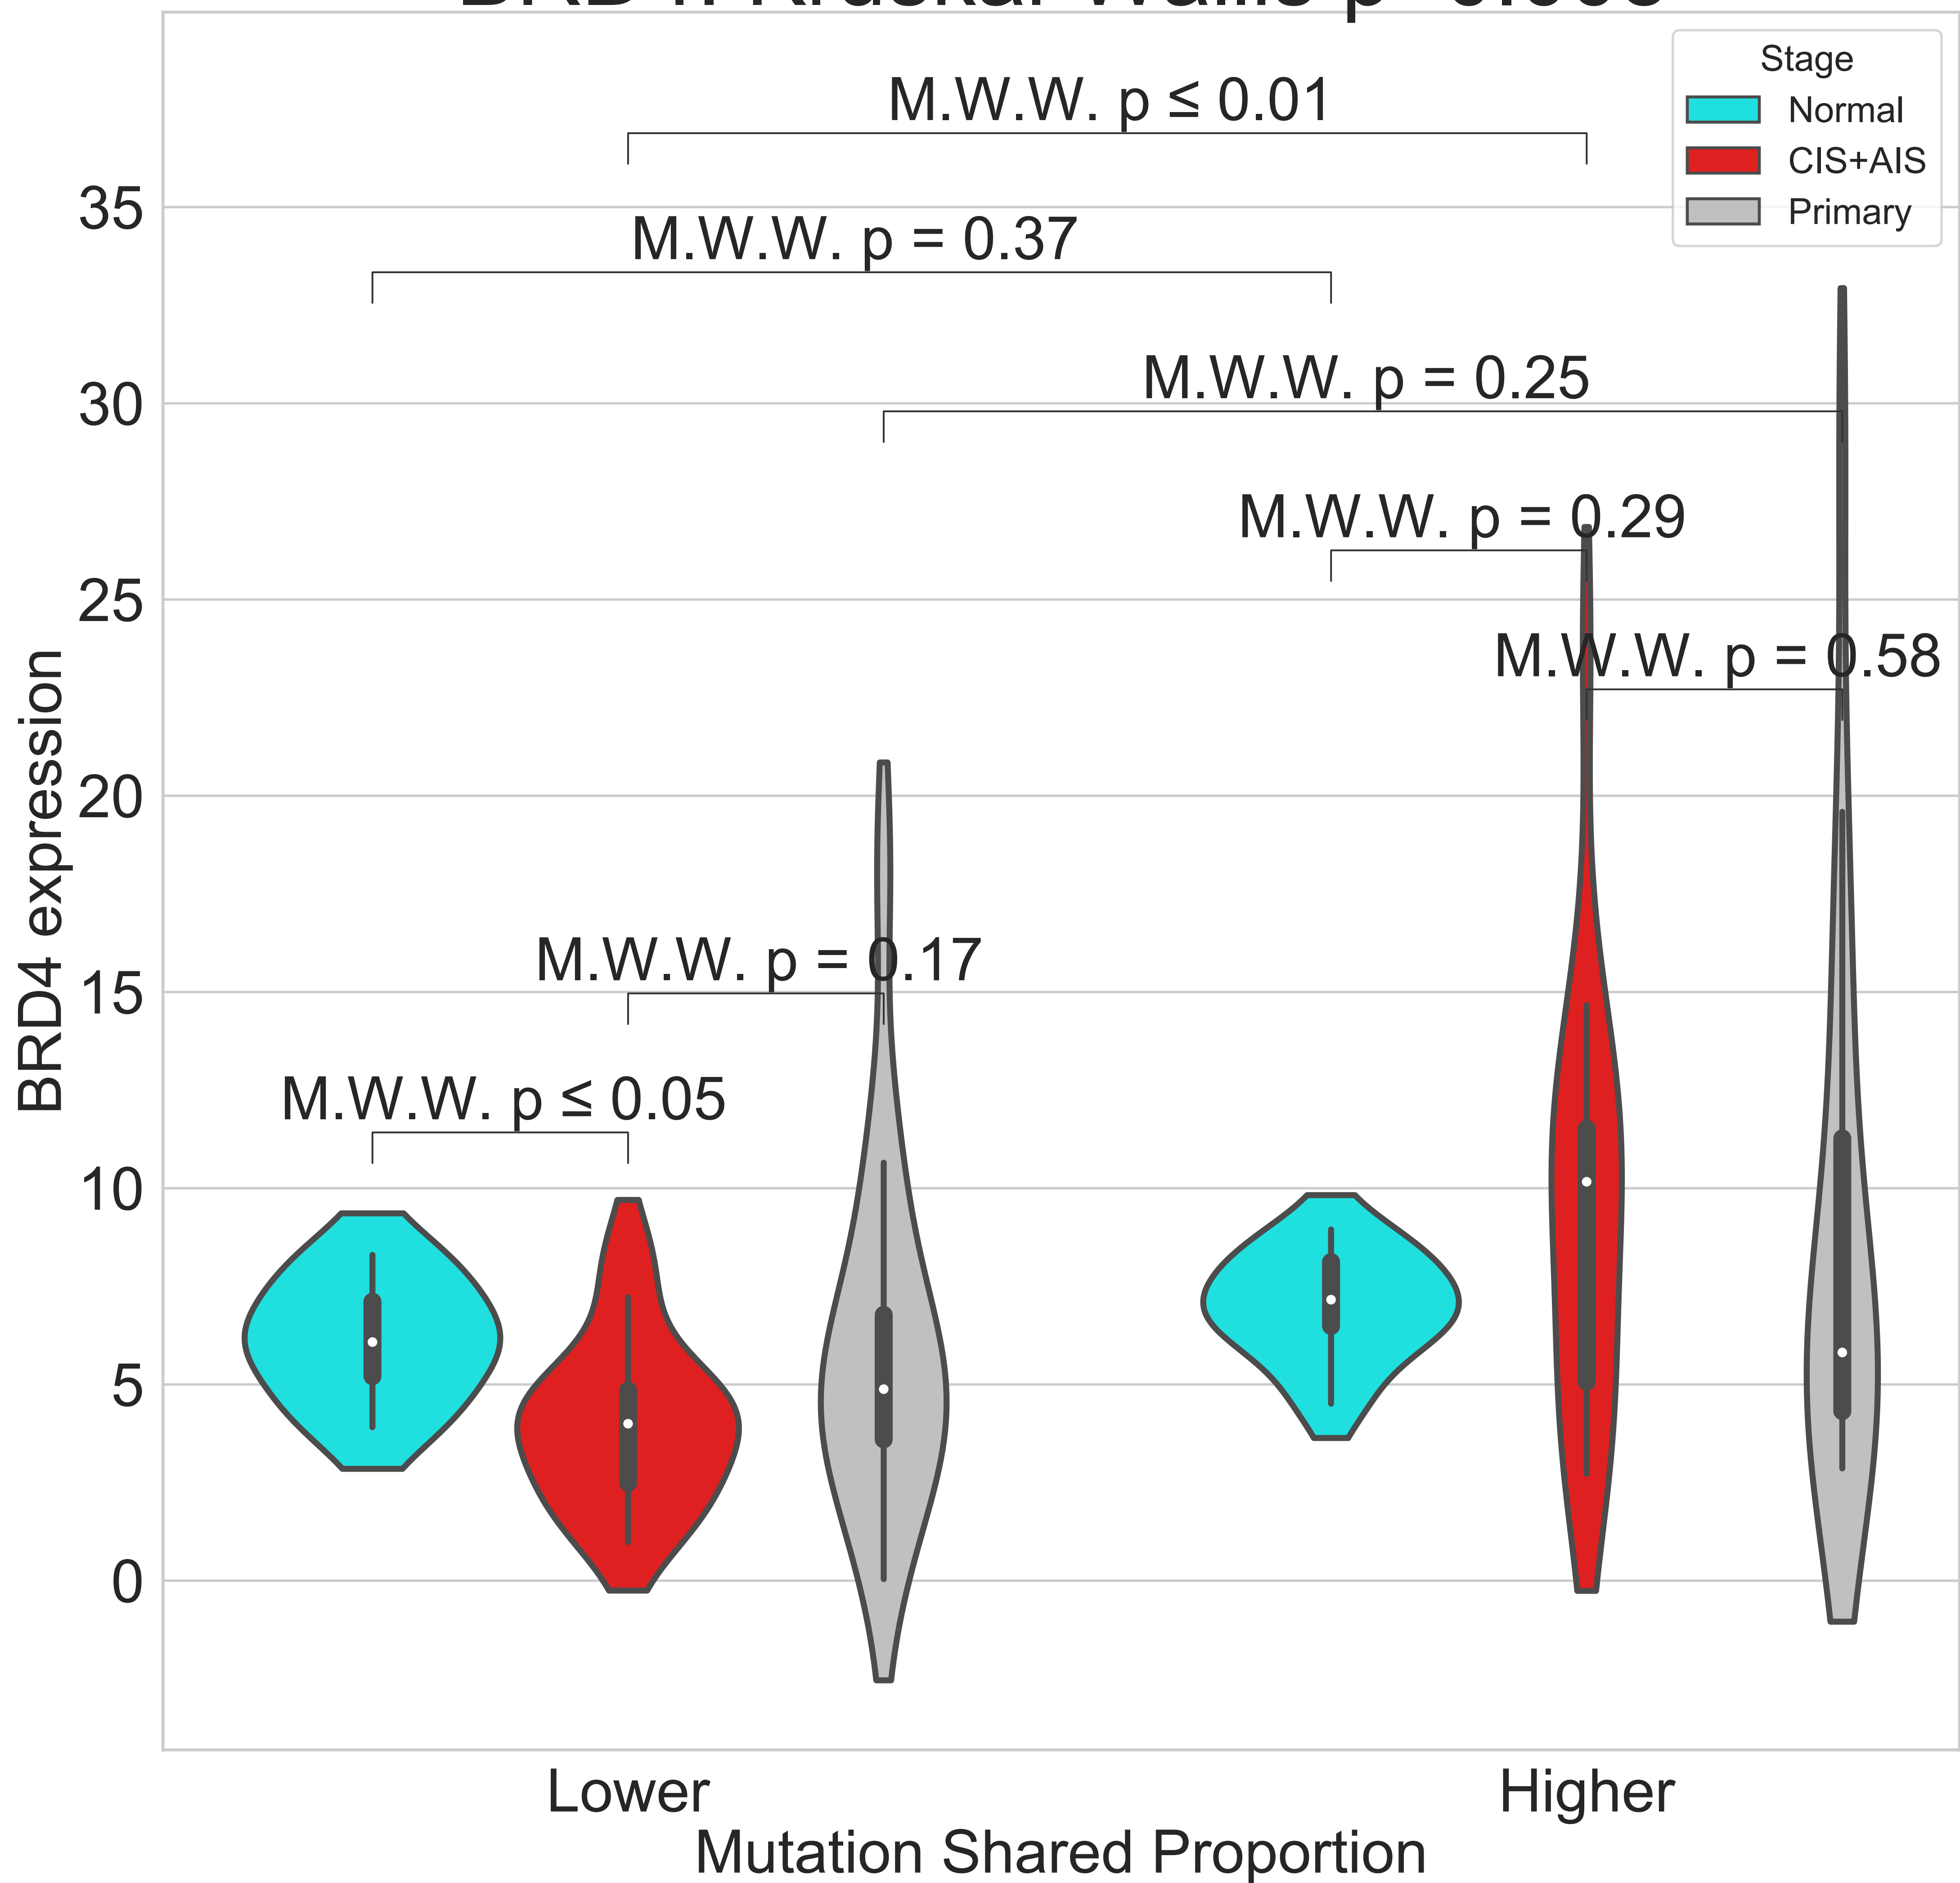 Stage
Normal
CIS+AIS
Primary
M.W.W. p ≤ 0.01
M.W.W. p = 0.37
M.W.W. p = 0.25
M.W.W. p = 0.29
M.W.W. p = 0.58
M.W.W. p = 0.17
M.W.W. p ≤ 0.05
35
30
25
20
15
10
5
0
BRD4 expression
Lower
Higher
Mutation Shared Proportion